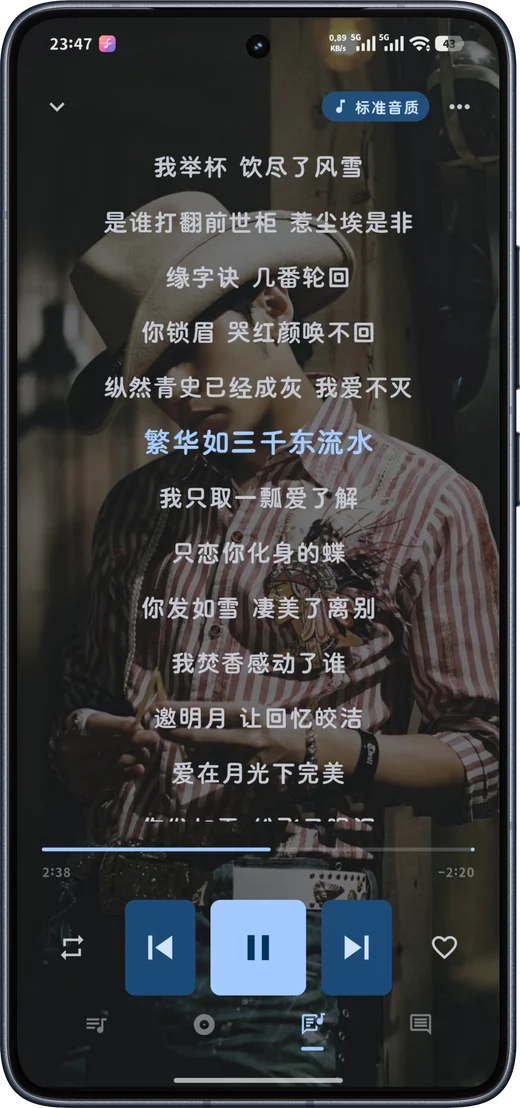 23:47 0,89 KB/s 5G 5G 43
标准音质
我举杯 饮尽了风雪
是谁打翻前世柜 惹尘埃是非
缘字诀 几番轮回
你锁眉 哭红颜唤不回
纵然青史已经成灰 我爱不灭
繁华如三千东流水
我只取一瓢爱了解
只恋你化身的蝶
你发如雪 凄美了离别
我焚香感动了谁
邀明月 让回忆皎洁
爱在月光下完美
2:38 -2:20